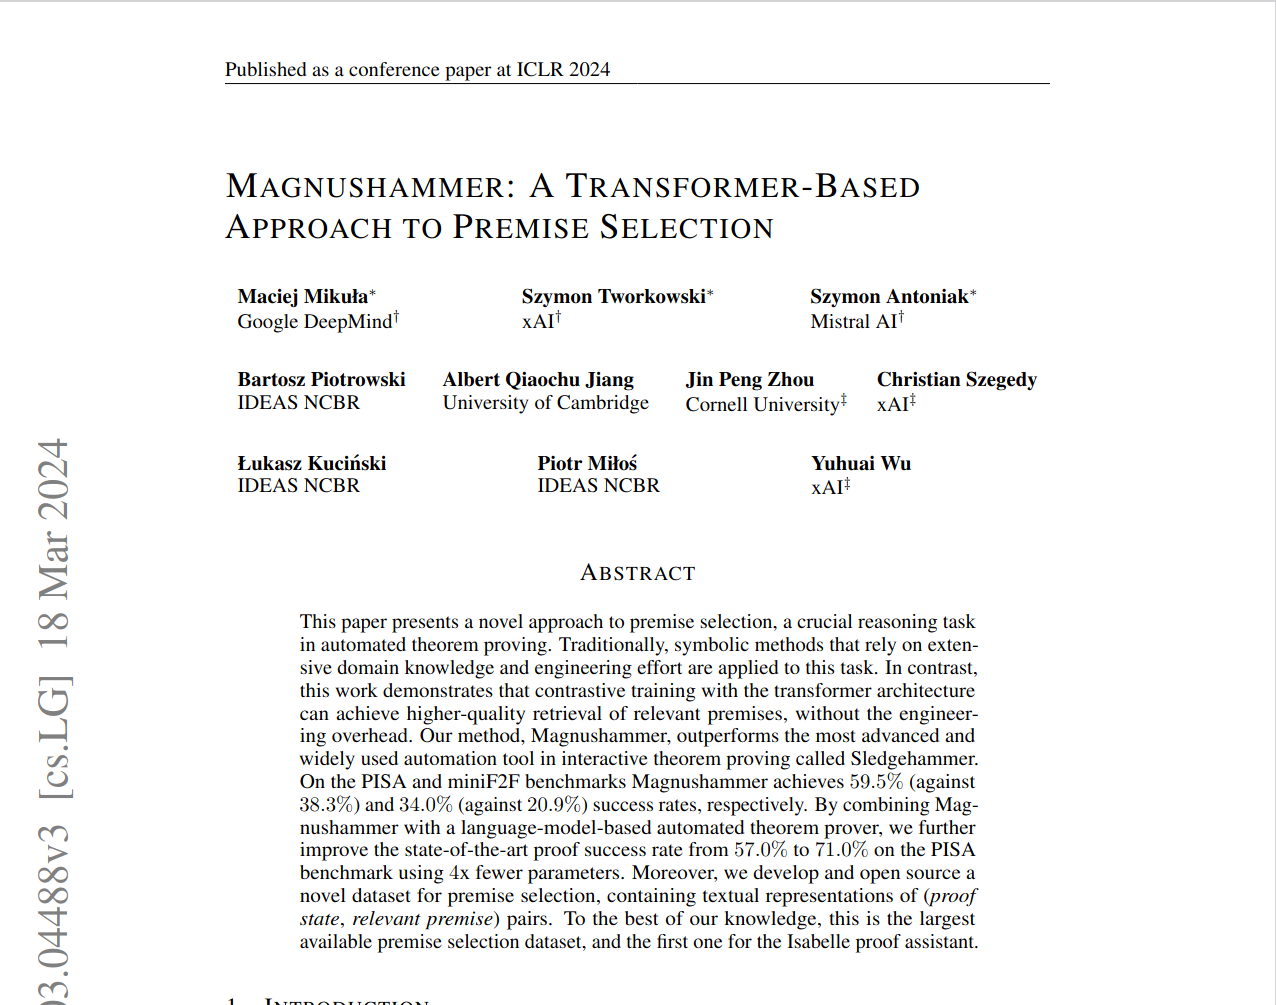 Published as a conference paper at ICLR 2024
MAGNUSHAMMER: A TRANSFORMER-BASED
APPROACH TO PREMISE SELECTION
Maciej Mikuła* Szymon Tworkowski* Szymon Antoniak*
Google DeepMind† xAI† Mistral AI†
Bartosz Piotrowski Albert Qiaochu Jiang Jin Peng Zhou Christian Szegedy
IDEAS NCBR University of Cambridge Cornell University‡ xAI‡
Łukasz Kuciński Piotr Miłoś Yuhuai Wu
IDEAS NCBR IDEAS NCBR xAI‡
ABSTRACT
This paper presents a novel approach to premise selection, a crucial reasoning task
in automated theorem proving. Traditionally, symbolic methods that rely on exten-
sive domain knowledge and engineering effort are applied to this task. In contrast,
this work demonstrates that contrastive training with the transformer architecture
can achieve higher-quality retrieval of relevant premises, without the engineer-
ing overhead. Our method, Magnushammer, outperforms the most advanced and
widely used automation tool in interactive theorem proving called Sledgehammer.
On the PISA and miniF2F benchmarks Magnushammer achieves 59.5% (against
38.3%) and 34.0% (against 20.9%) success rates, respectively. By combining Mag-
nushammer with a language-model-based automated theorem prover, we further
improve the state-of-the-art proof success rate from 57.0% to 71.0% on the PISA
benchmark using 4x fewer parameters. Moreover, we develop and open source a
novel dataset for premise selection, containing textual representations of (proof
state, relevant premise) pairs. To the best of our knowledge, this is the largest
available premise selection dataset, and the first one for the Isabelle proof assistant.
1 INTRODUCTION
03.04488v3 [cs.LG] 18 Mar 2024